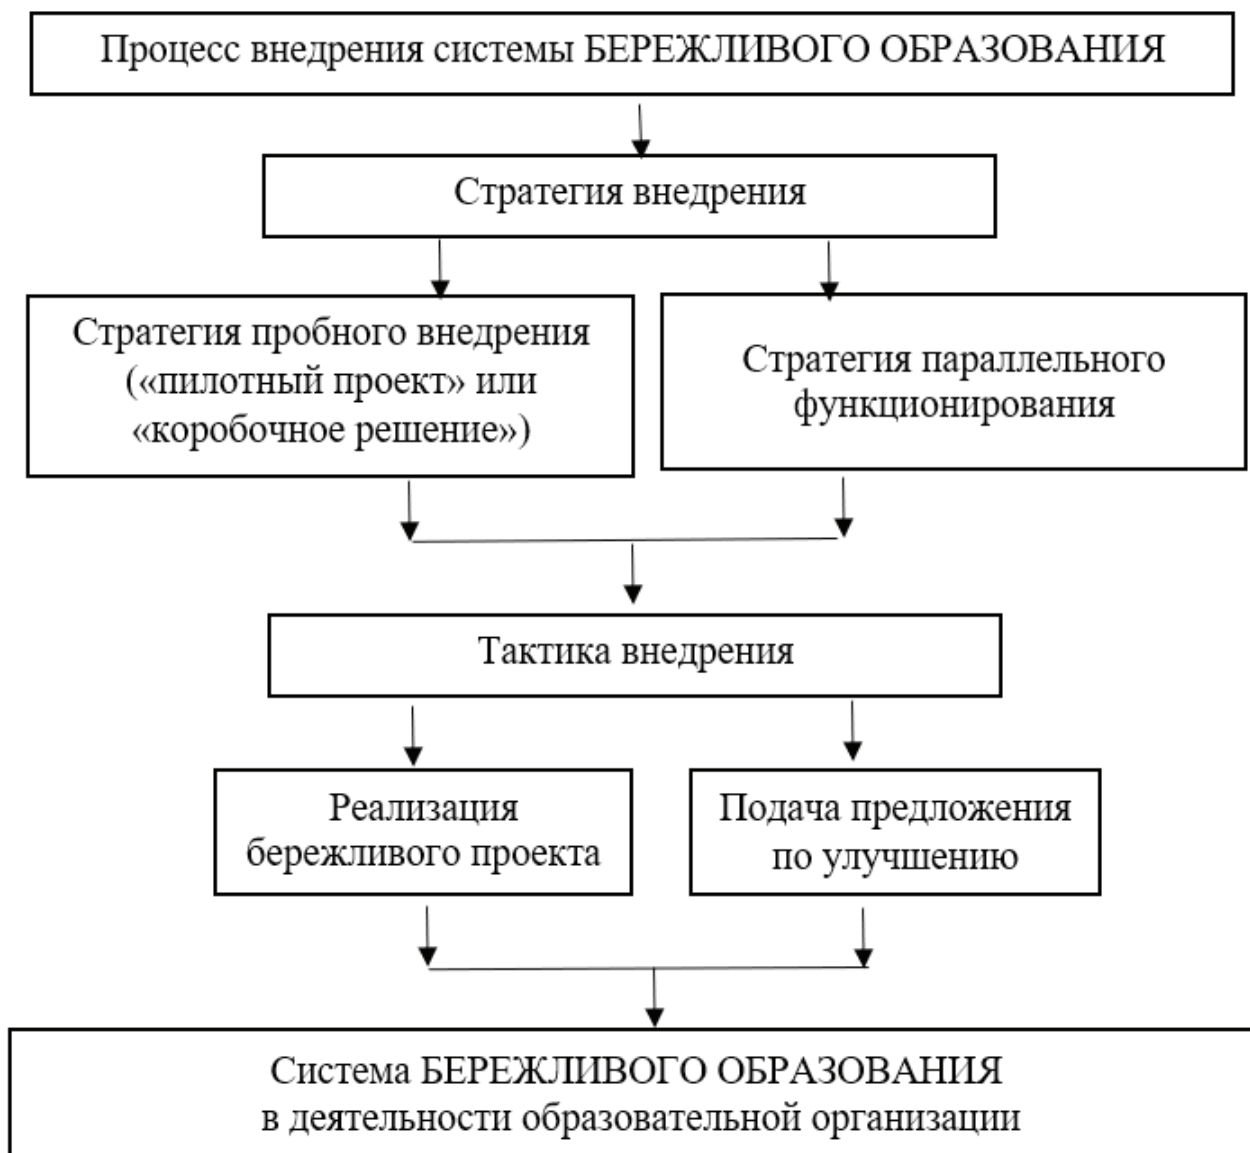 Процесс внедрения системы БЕРЕЖЛИВОГО ОБРАЗОВАНИЯ
Стратегия внедрения
Стратегия пробного внедрения
(«пилотный проект» или
«коробочное решение»)
Стратегия параллельного
функционирования
Тактика внедрения
Реализация
бережливого проекта
Подача предложения
по улучшению
Система БЕРЕЖЛИВОГО ОБРАЗОВАНИЯ
в деятельности образовательной организации